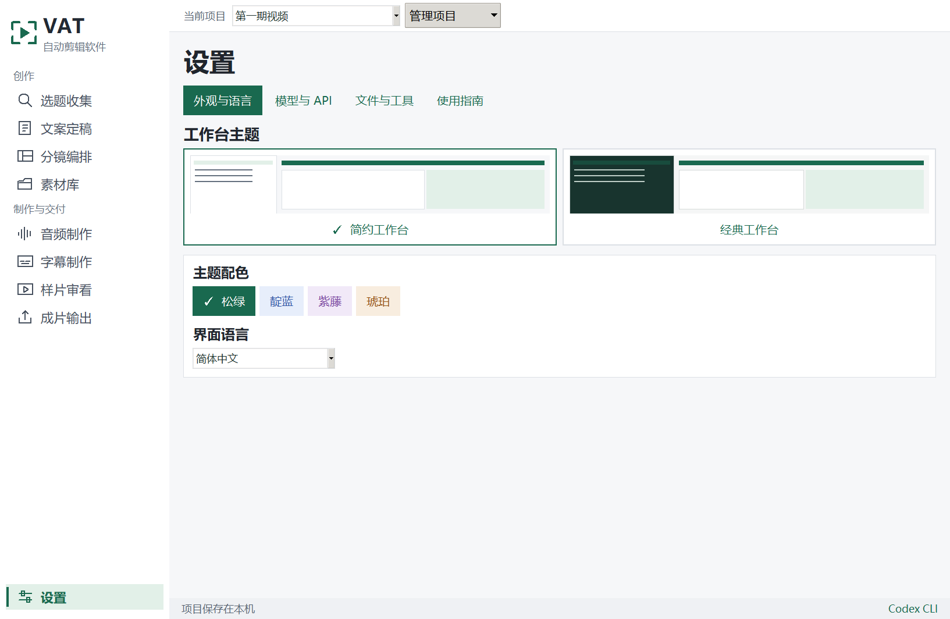 VAT
自动剪辑软件
创作
选题收集
文案定稿
分镜编排
素材库
制作与交付
音频制作
字幕制作
样片审看
成片输出
设置
当前项目 第一期视频 管理项目
设置
外观与语言 模型与 API 文件与工具 使用指南
工作台主题
✓ 简约工作台 经典工作台
主题配色
✓ 松绿 靛蓝 紫藤 琥珀
界面语言
简体中文
项目保存在本机 Codex CLI